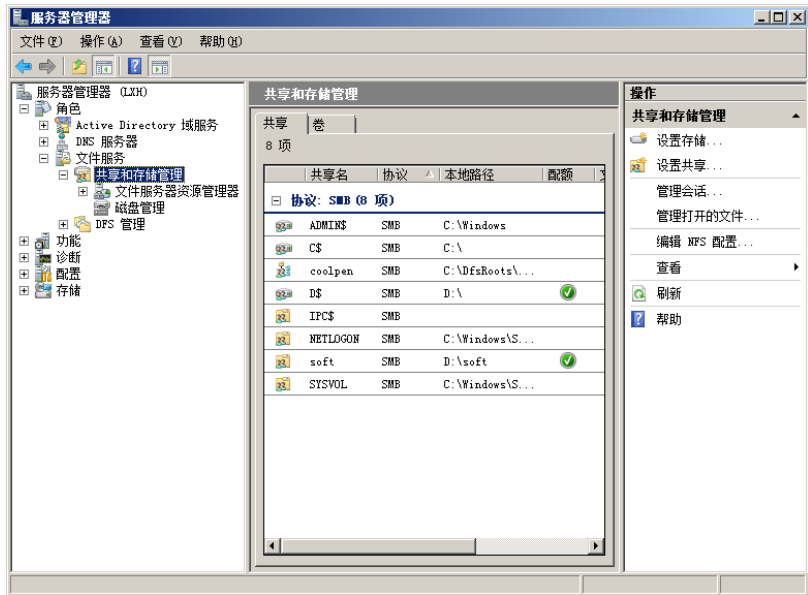 服务器管理器
文件(F) 操作(A) 查看(V) 帮助(H)
服务器管理器 (LXH)
角色
Active Directory 域服务
DNS 服务器
文件服务
共享和存储管理
文件服务器资源管理器
磁盘管理
DFS 管理
功能
诊断
配置
存储
共享和存储管理
共享 卷
8 项
共享名 协议 本地路径 配额
协议: SMB (8 项)
ADMIN$ SMB C:\Windows
C$ SMB C:\
coolpen SMB C:\DfsRoots\...
D$ SMB D:\
IPC$ SMB
NETLOGON SMB C:\Windows\S...
soft SMB D:\soft
SYSVOL SMB C:\Windows\S...
操作
共享和存储管理
设置存储...
设置共享...
管理会话...
管理打开的文件...
编辑 NFS 配置...
查看
刷新
帮助